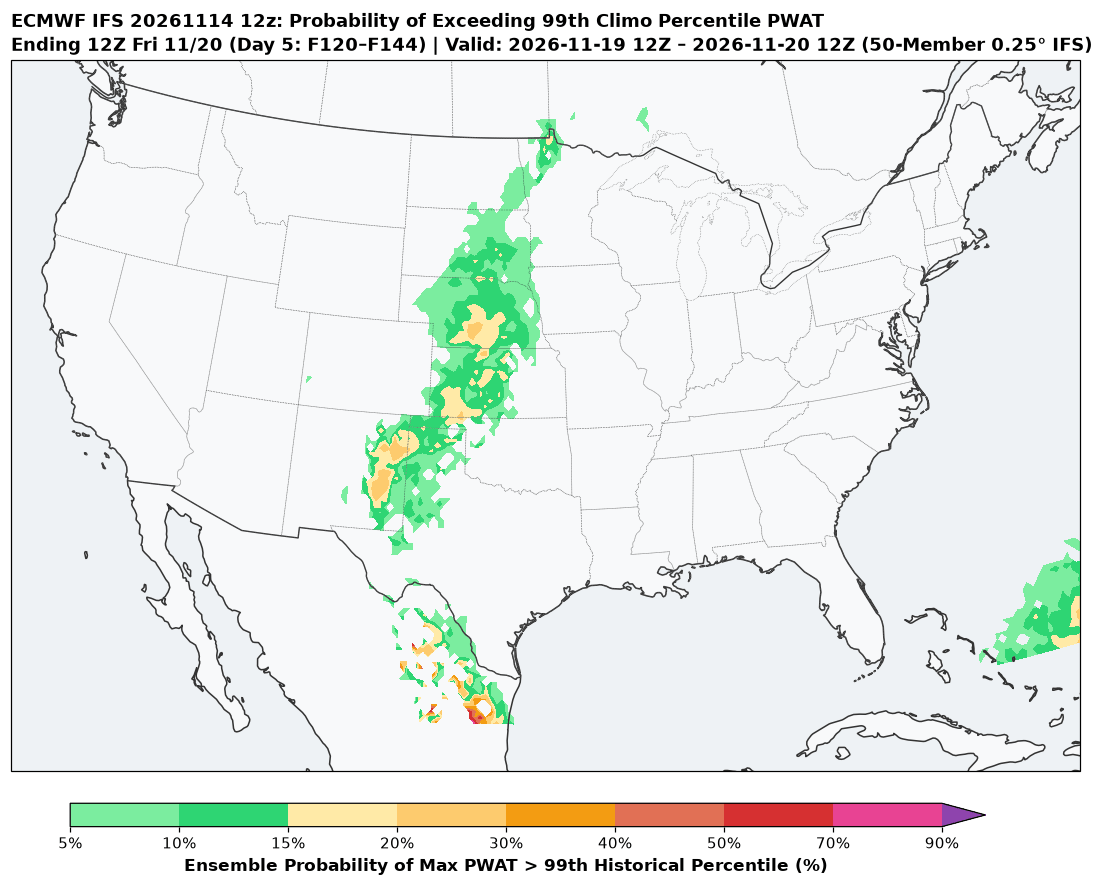 ECMWF IFS 20261114 12z: Probability of Exceeding 99th Climo Percentile PWAT
Ending 12Z Fri 11/20 (Day 5: F120–F144) | Valid: 2026-11-19 12Z – 2026-11-20 12Z (50-Member 0.25° IFS)
5% 10% 15% 20% 30% 40% 50% 70% 90%
Ensemble Probability of Max PWAT > 99th Historical Percentile (%)